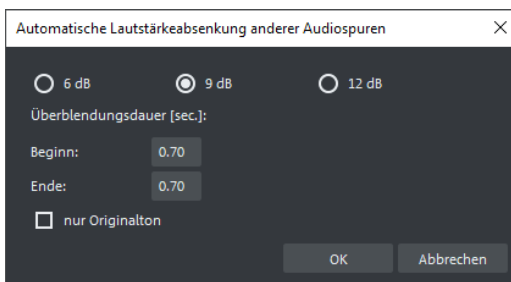 Automatische Lautstärkeabsenkung anderer Audiospuren
6 dB 9 dB 12 dB
Überblendungsdauer [sec.]:
Beginn: 0.70
Ende: 0.70
nur Originalton
OK Abbrechen